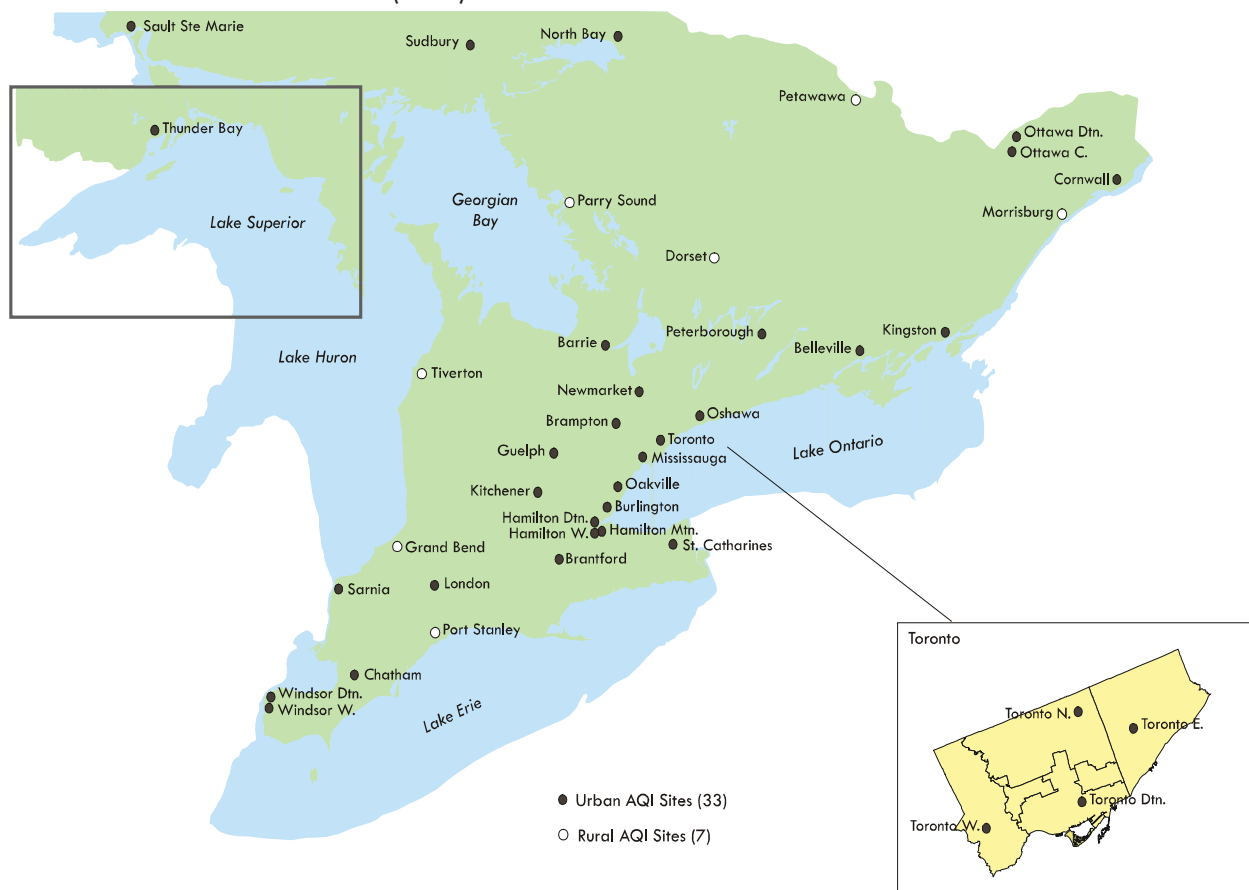 Sault Ste Marie
Sudbury
North Bay
Petawawa
Thunder Bay
Ottawa Dtn.
Ottawa C.
Cornwall
Lake Superior
Georgian
Bay
Parry Sound
Morrisburg
Dorset
Lake Huron
Barrie
Peterborough
Kingston
Belleville
Tiverton
Newmarket
Oshawa
Brampton
Toronto
Lake Ontario
Guelph
Mississauga
Kitchener
Oakville
Burlington
Hamilton Dtn.
Hamilton W.
Hamilton Mtn.
St. Catharines
Grand Bend
Brantford
Sarnia
London
Port Stanley
Chatham
Windsor Dtn.
Windsor W.
Lake Erie
Toronto
Toronto N.
Toronto E.
Toronto Dtn.
Toronto W.
Urban AQI Sites (33)
Rural AQI Sites (7)